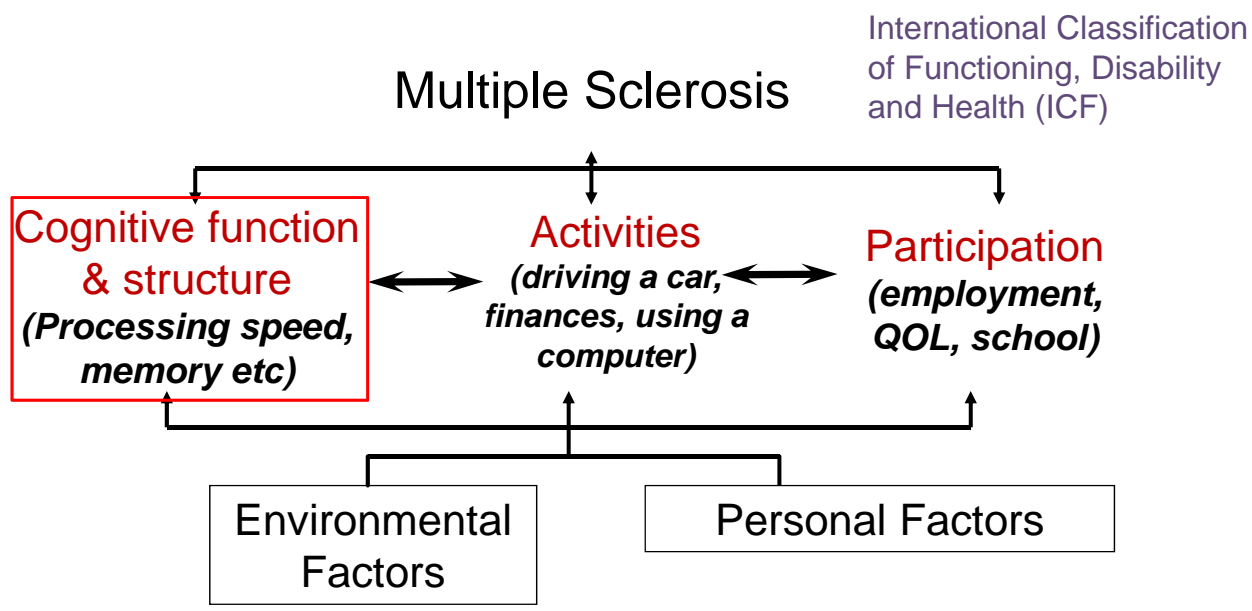 International Classification
of Functioning, Disability
and Health (ICF)
Multiple Sclerosis
Cognitive function
& structure
(Processing speed,
memory etc)
Activities
(driving a car,
finances, using a
computer)
Participation
(employment,
QOL, school)
Environmental
Factors
Personal Factors